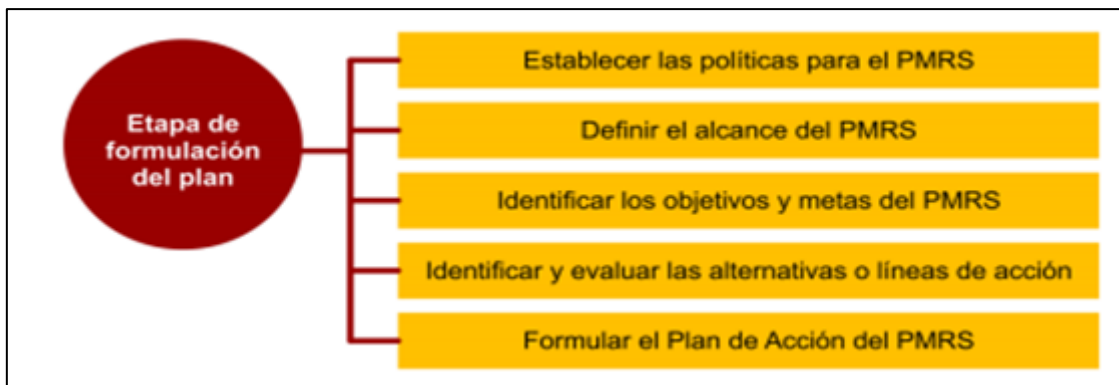 Etapa de
formulación
del plan
Establecer las políticas para el PMRS
Definir el alcance del PMRS
Identificar los objetivos y metas del PMRS
Identificar y evaluar las alternativas o líneas de acción
Formular el Plan de Acción del PMRS